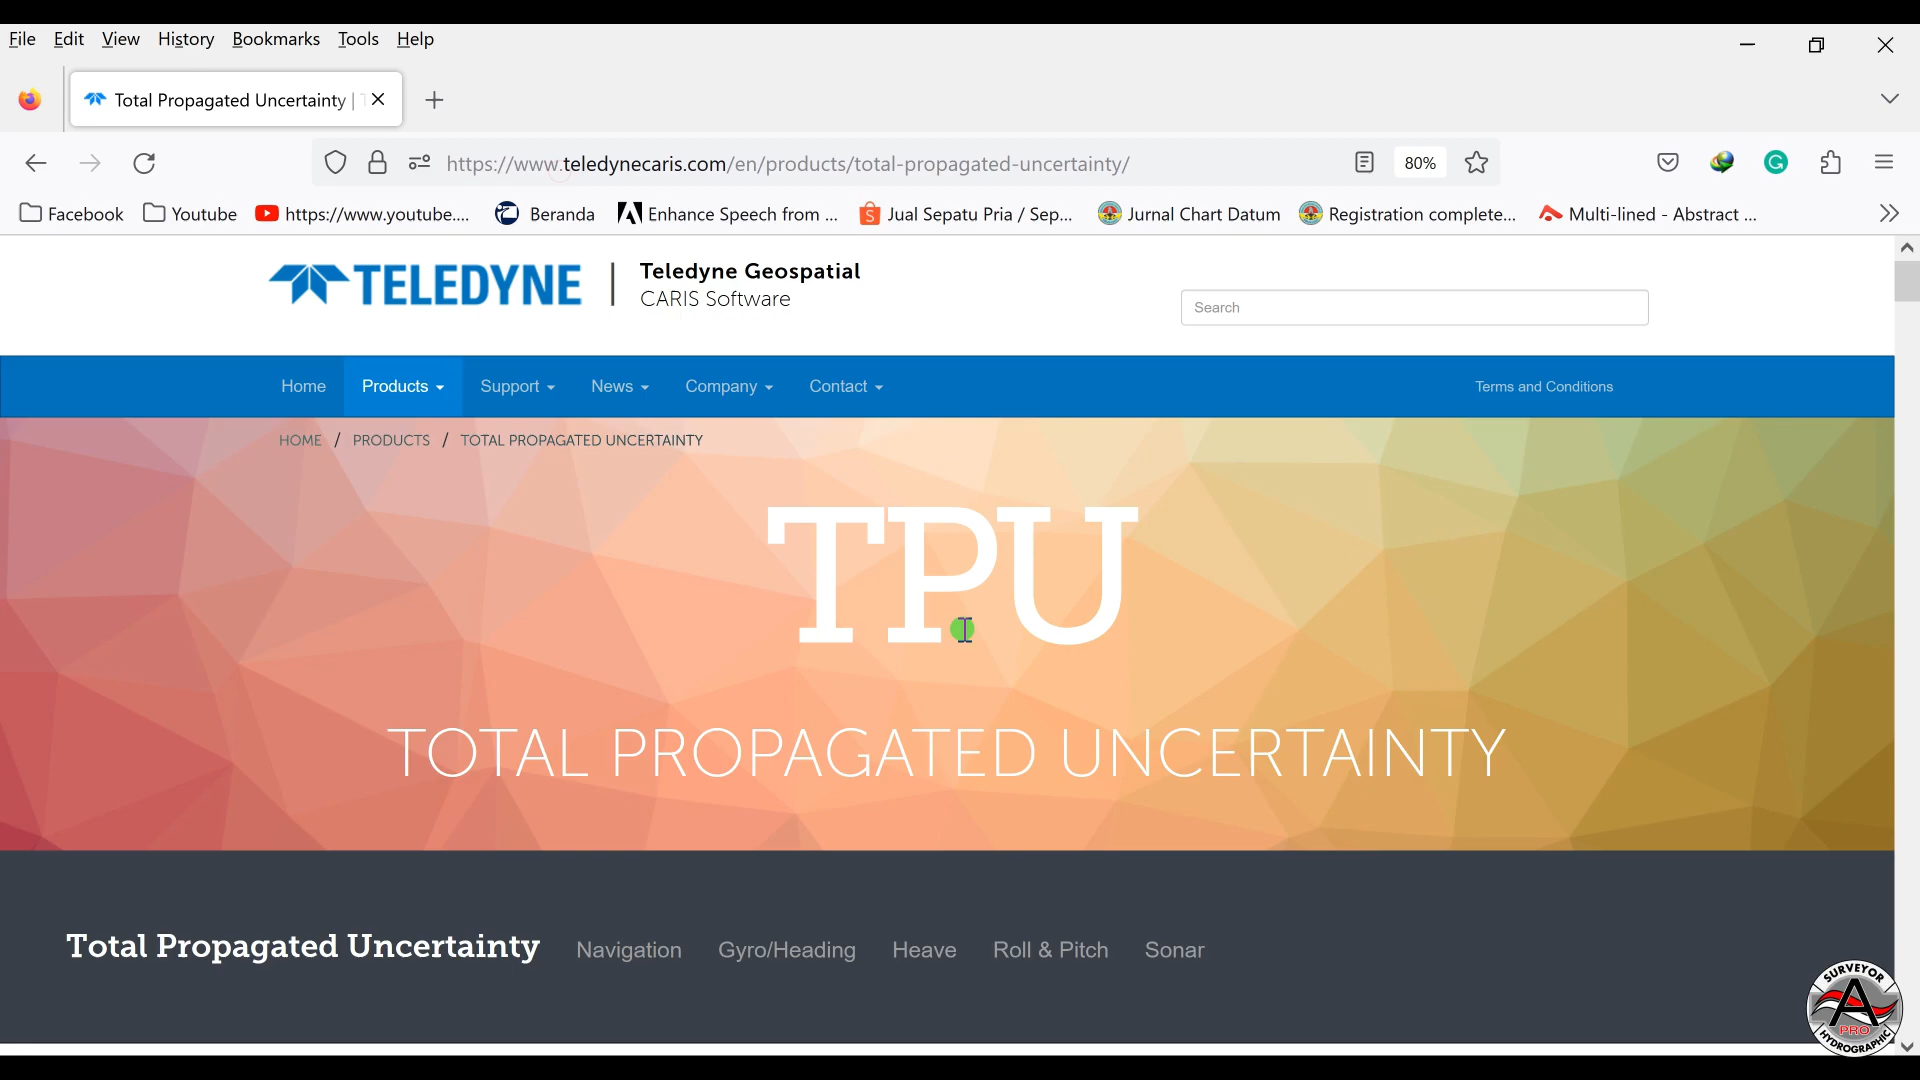 File Edit View History Bookmarks Tools Help
Total Propagated Uncertainty |
https://www.teledynecaris.com/en/products/total-propagated-uncertainty/
80%
Facebook Youtube https://www.youtube.... Beranda Enhance Speech from ... Jual Sepatu Pria / Sep... Jurnal Chart Datum Registration complete... Multi-lined - Abstract ...
TELEDYNE
Teledyne Geospatial
CARIS Software
Search
Home Products Support News Company Contact Terms and Conditions
HOME / PRODUCTS / TOTAL PROPAGATED UNCERTAINTY
TPU
TOTAL PROPAGATED UNCERTAINTY
Total Propagated Uncertainty Navigation Gyro/Heading Heave Roll & Pitch Sonar
SURVEYOR
A
PRO
HYDROGRAPHIC